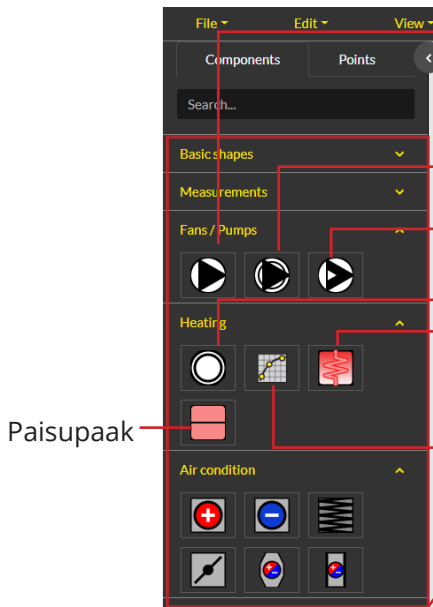 File Edit View
Components Points
Search...
Basic shapes
Measurements
Fans / Pumps
Heating
Paisupaak
Air condition